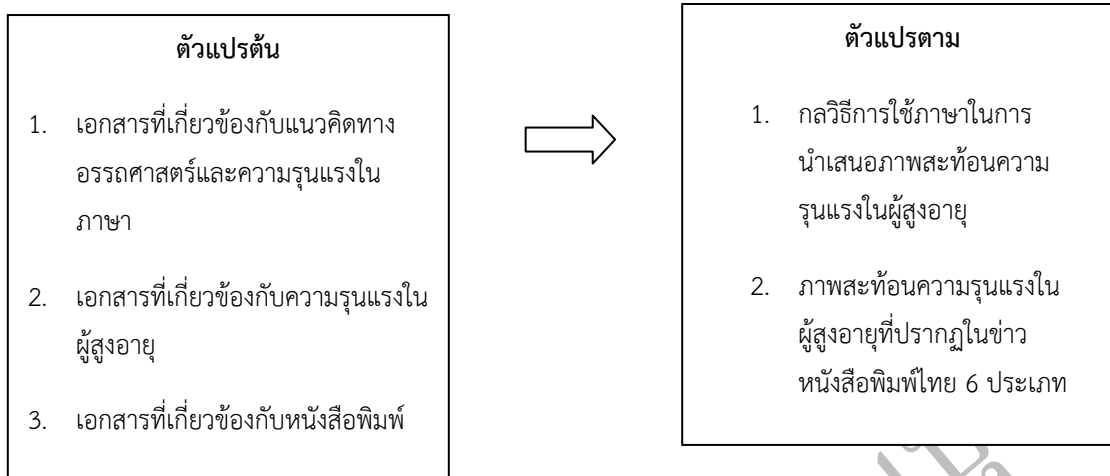 ตัวแปรต้น
1. เอกสารที่เกี่ยวข้องกับแนวคิดทาง
อรรถศาสตร์และความรุนแรงใน
ภาษา
2. เอกสารที่เกี่ยวข้องกับความรุนแรงใน
ผู้สูงอายุ
3. เอกสารที่เกี่ยวข้องกับหนังสือพิมพ์
ตัวแปรตาม
1. กลวิธีการใช้ภาษาในการ
นำเสนอภาพสะท้อนความ
รุนแรงในผู้สูงอายุ
2. ภาพสะท้อนความรุนแรงใน
ผู้สูงอายุที่ปรากฏในข่าว
หนังสือพิมพ์ไทย 6 ประเภท